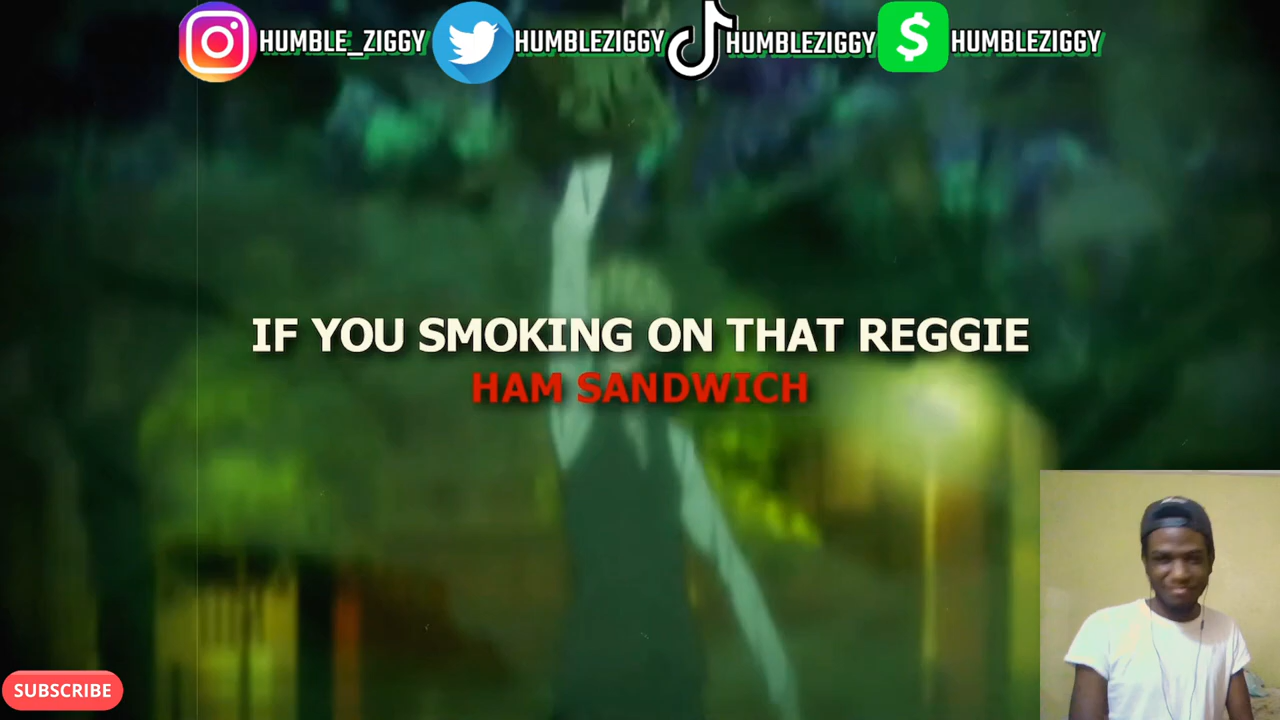 HUMBLE_ZIGGY HUMBLEZIGGY HUMBLEZIGGY HUMBLEZIGGY
IF YOU SMOKING ON THAT REGGIE
HAM SANDWICH
SUBSCRIBE